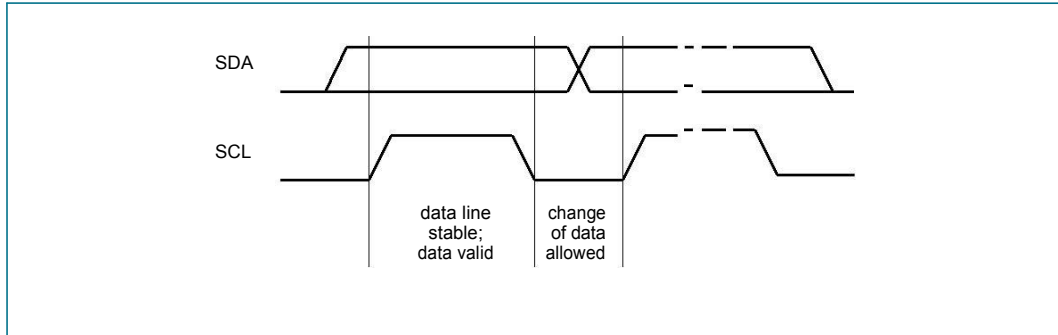 SDA
SCL
data line
stable;
data valid
change
of data
allowed